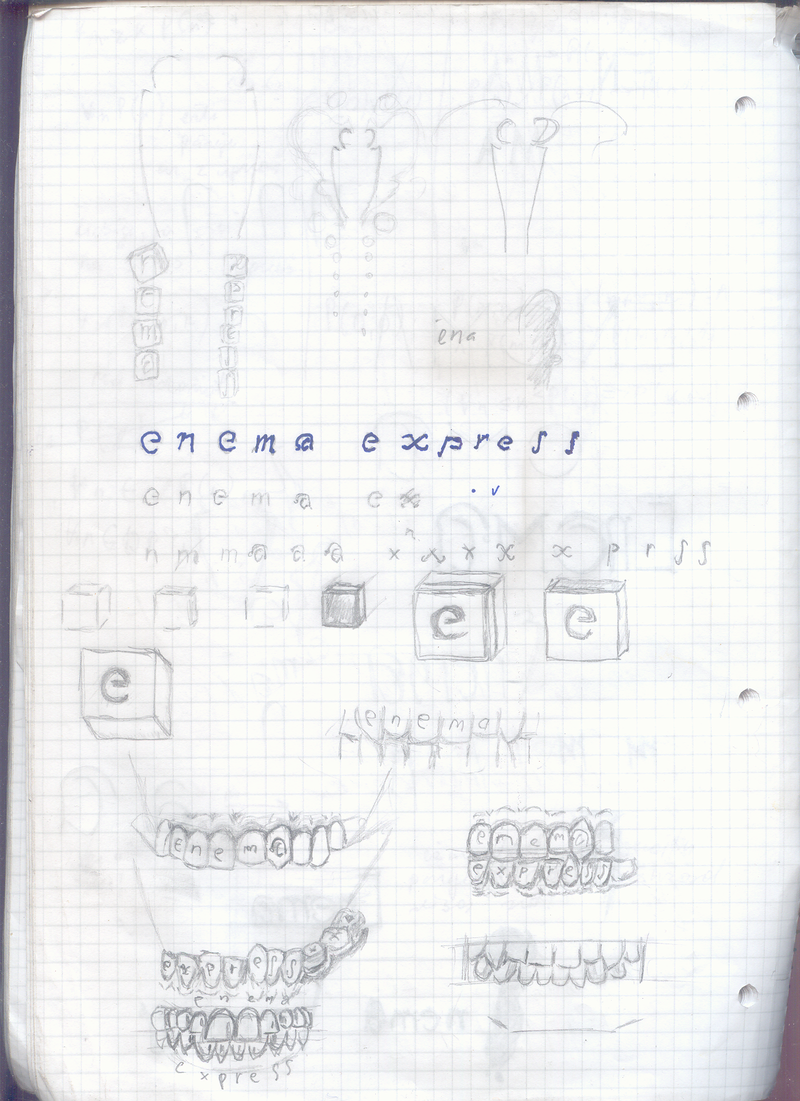 C D
ena
enema express
enema ex
n m m a a a x n x x x x p r s s
e e
e
enema
enema
enema
express
express
enema
express